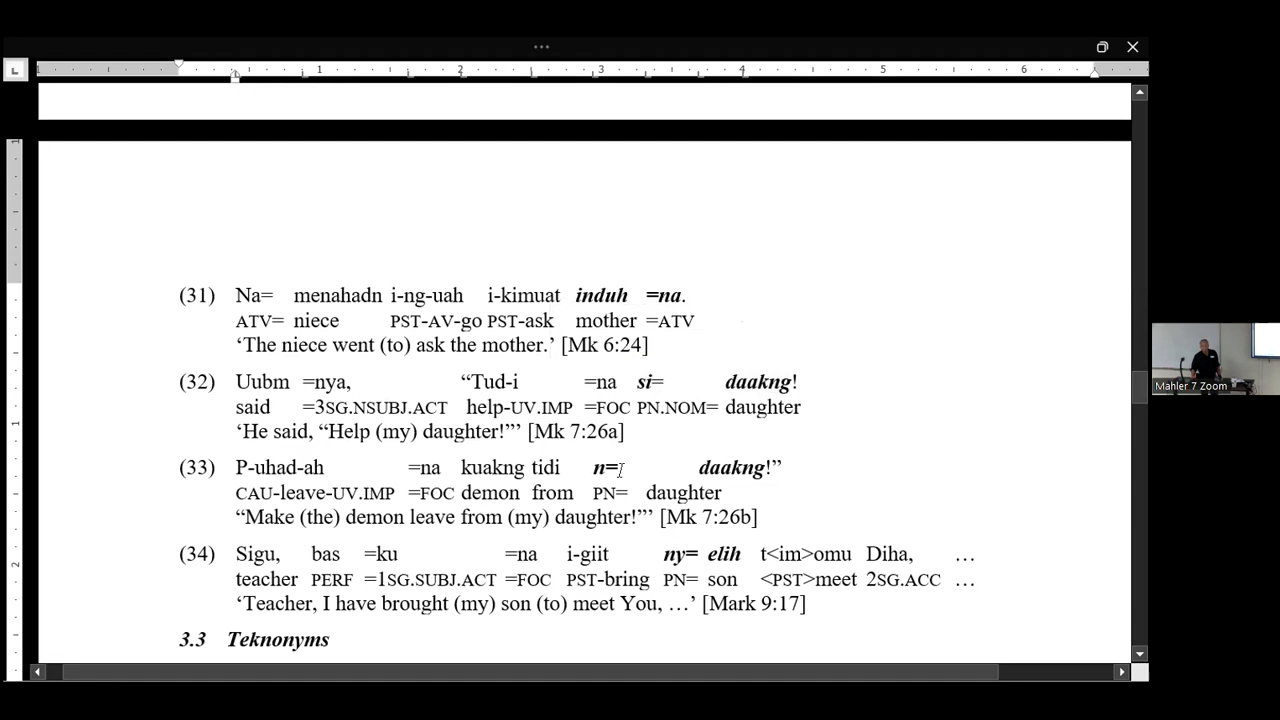 1 2 3 4 5 6
(31) Na= menahadn i-ng-uah i-kimuat induh =na.
ATV= niece PST-AV-go PST-ask mother =ATV
‘The niece went (to) ask the mother.’ [Mk 6:24]
(32) Uubm =nya, “Tud-i =na si= daakng!
said =3SG.NSUBJ.ACT help-UV.IMP =FOC PN.NOM= daughter
‘He said, “Help (my) daughter!”’ [Mk 7:26a]
(33) P-uhad-ah =na kuakng tidi n= daakng!”
CAU-leave-UV.IMP =FOC demon from PN= daughter
“Make (the) demon leave from (my) daughter!”’ [Mk 7:26b]
(34) Sigu, bas =ku =na i-giit ny= elih t<im>omu Diha, …
teacher PERF =1SG.SUBJ.ACT =FOC PST-bring PN= son <PST>meet 2SG.ACC …
‘Teacher, I have brought (my) son (to) meet You, …’ [Mark 9:17]
3.3 Teknonyms
Mahler 7 Zoom